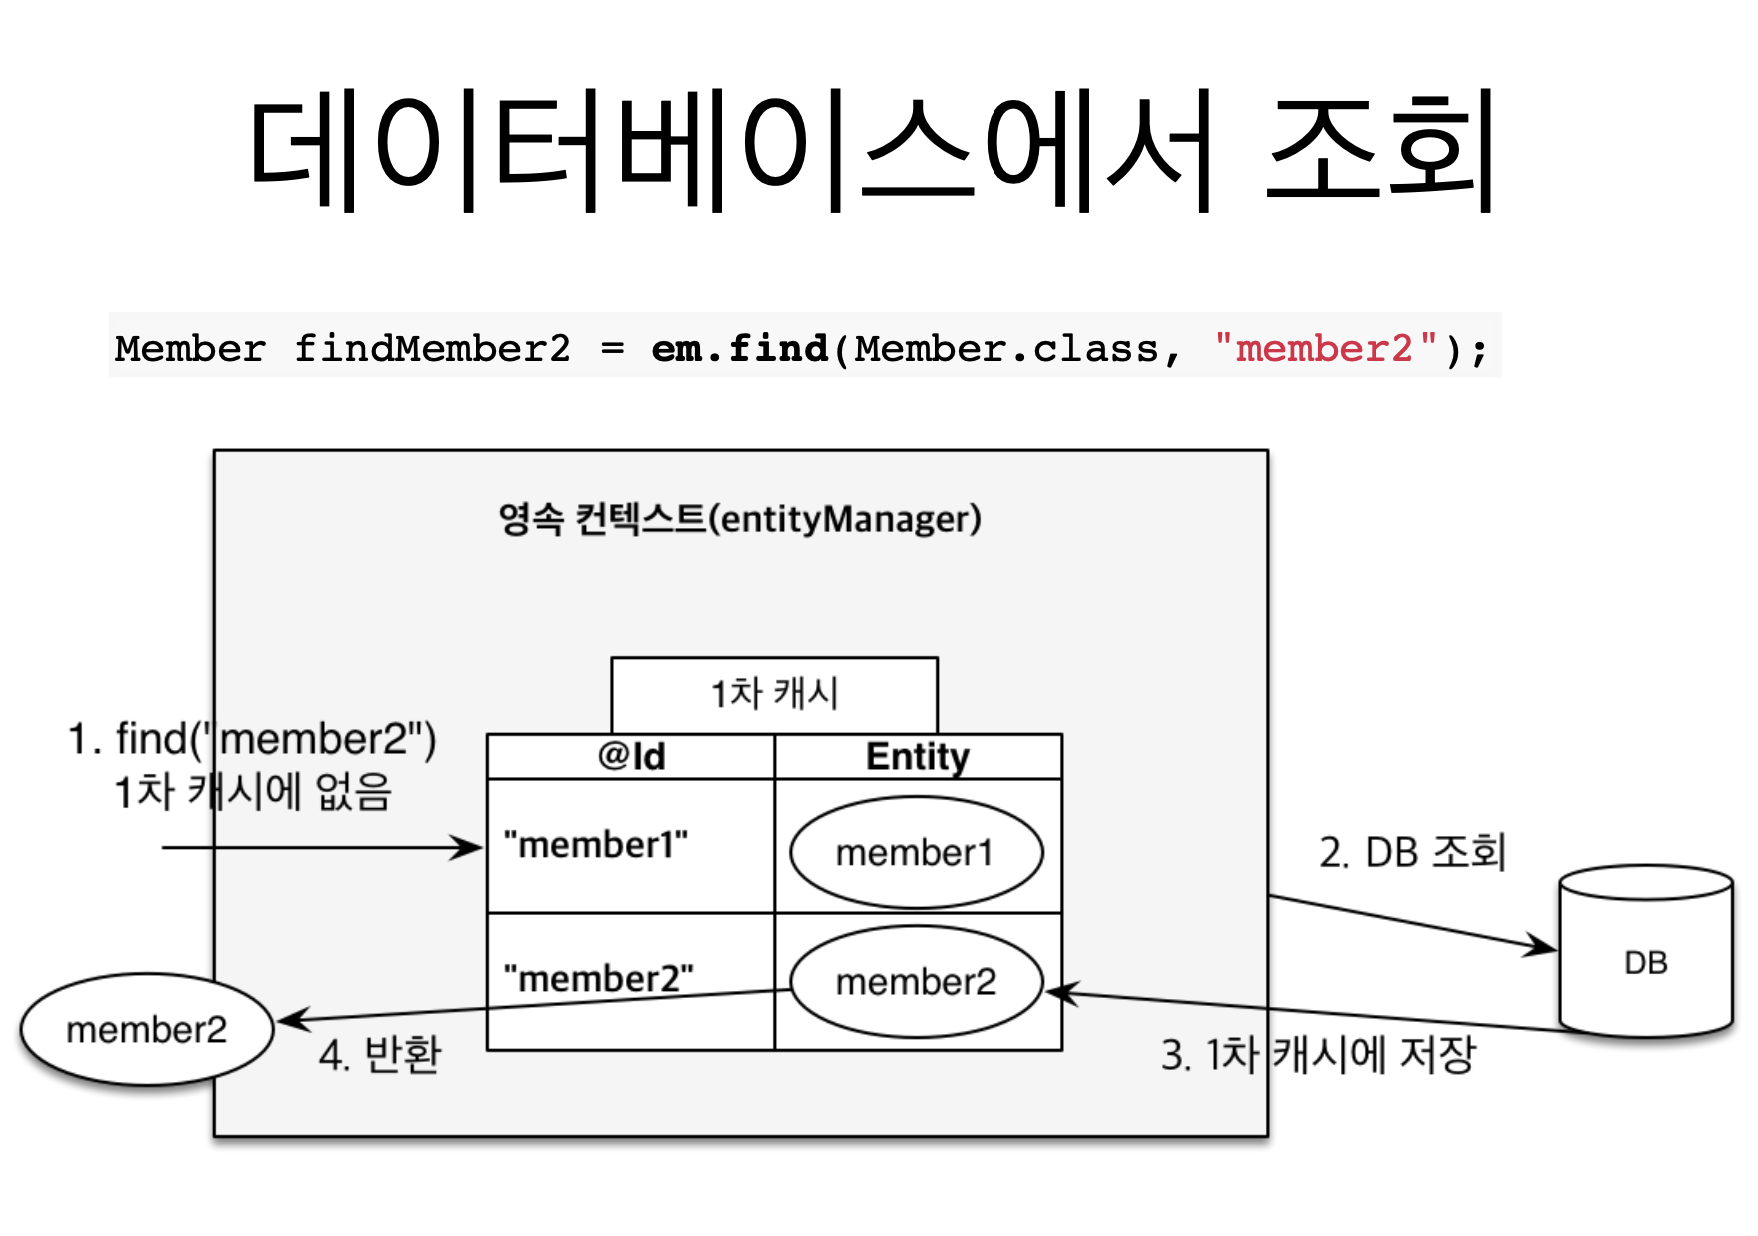 데이터베이스에서 조회
Member findMember2 = em.find(Member.class, "member2");
영속 컨텍스트(entityManager)
1차 캐시
1. find("member2")
1차 캐시에 없음
@Id
Entity
"member1"
member1
2. DB 조회
DB
"member2"
member2
member2
4. 반환
3. 1차 캐시에 저장